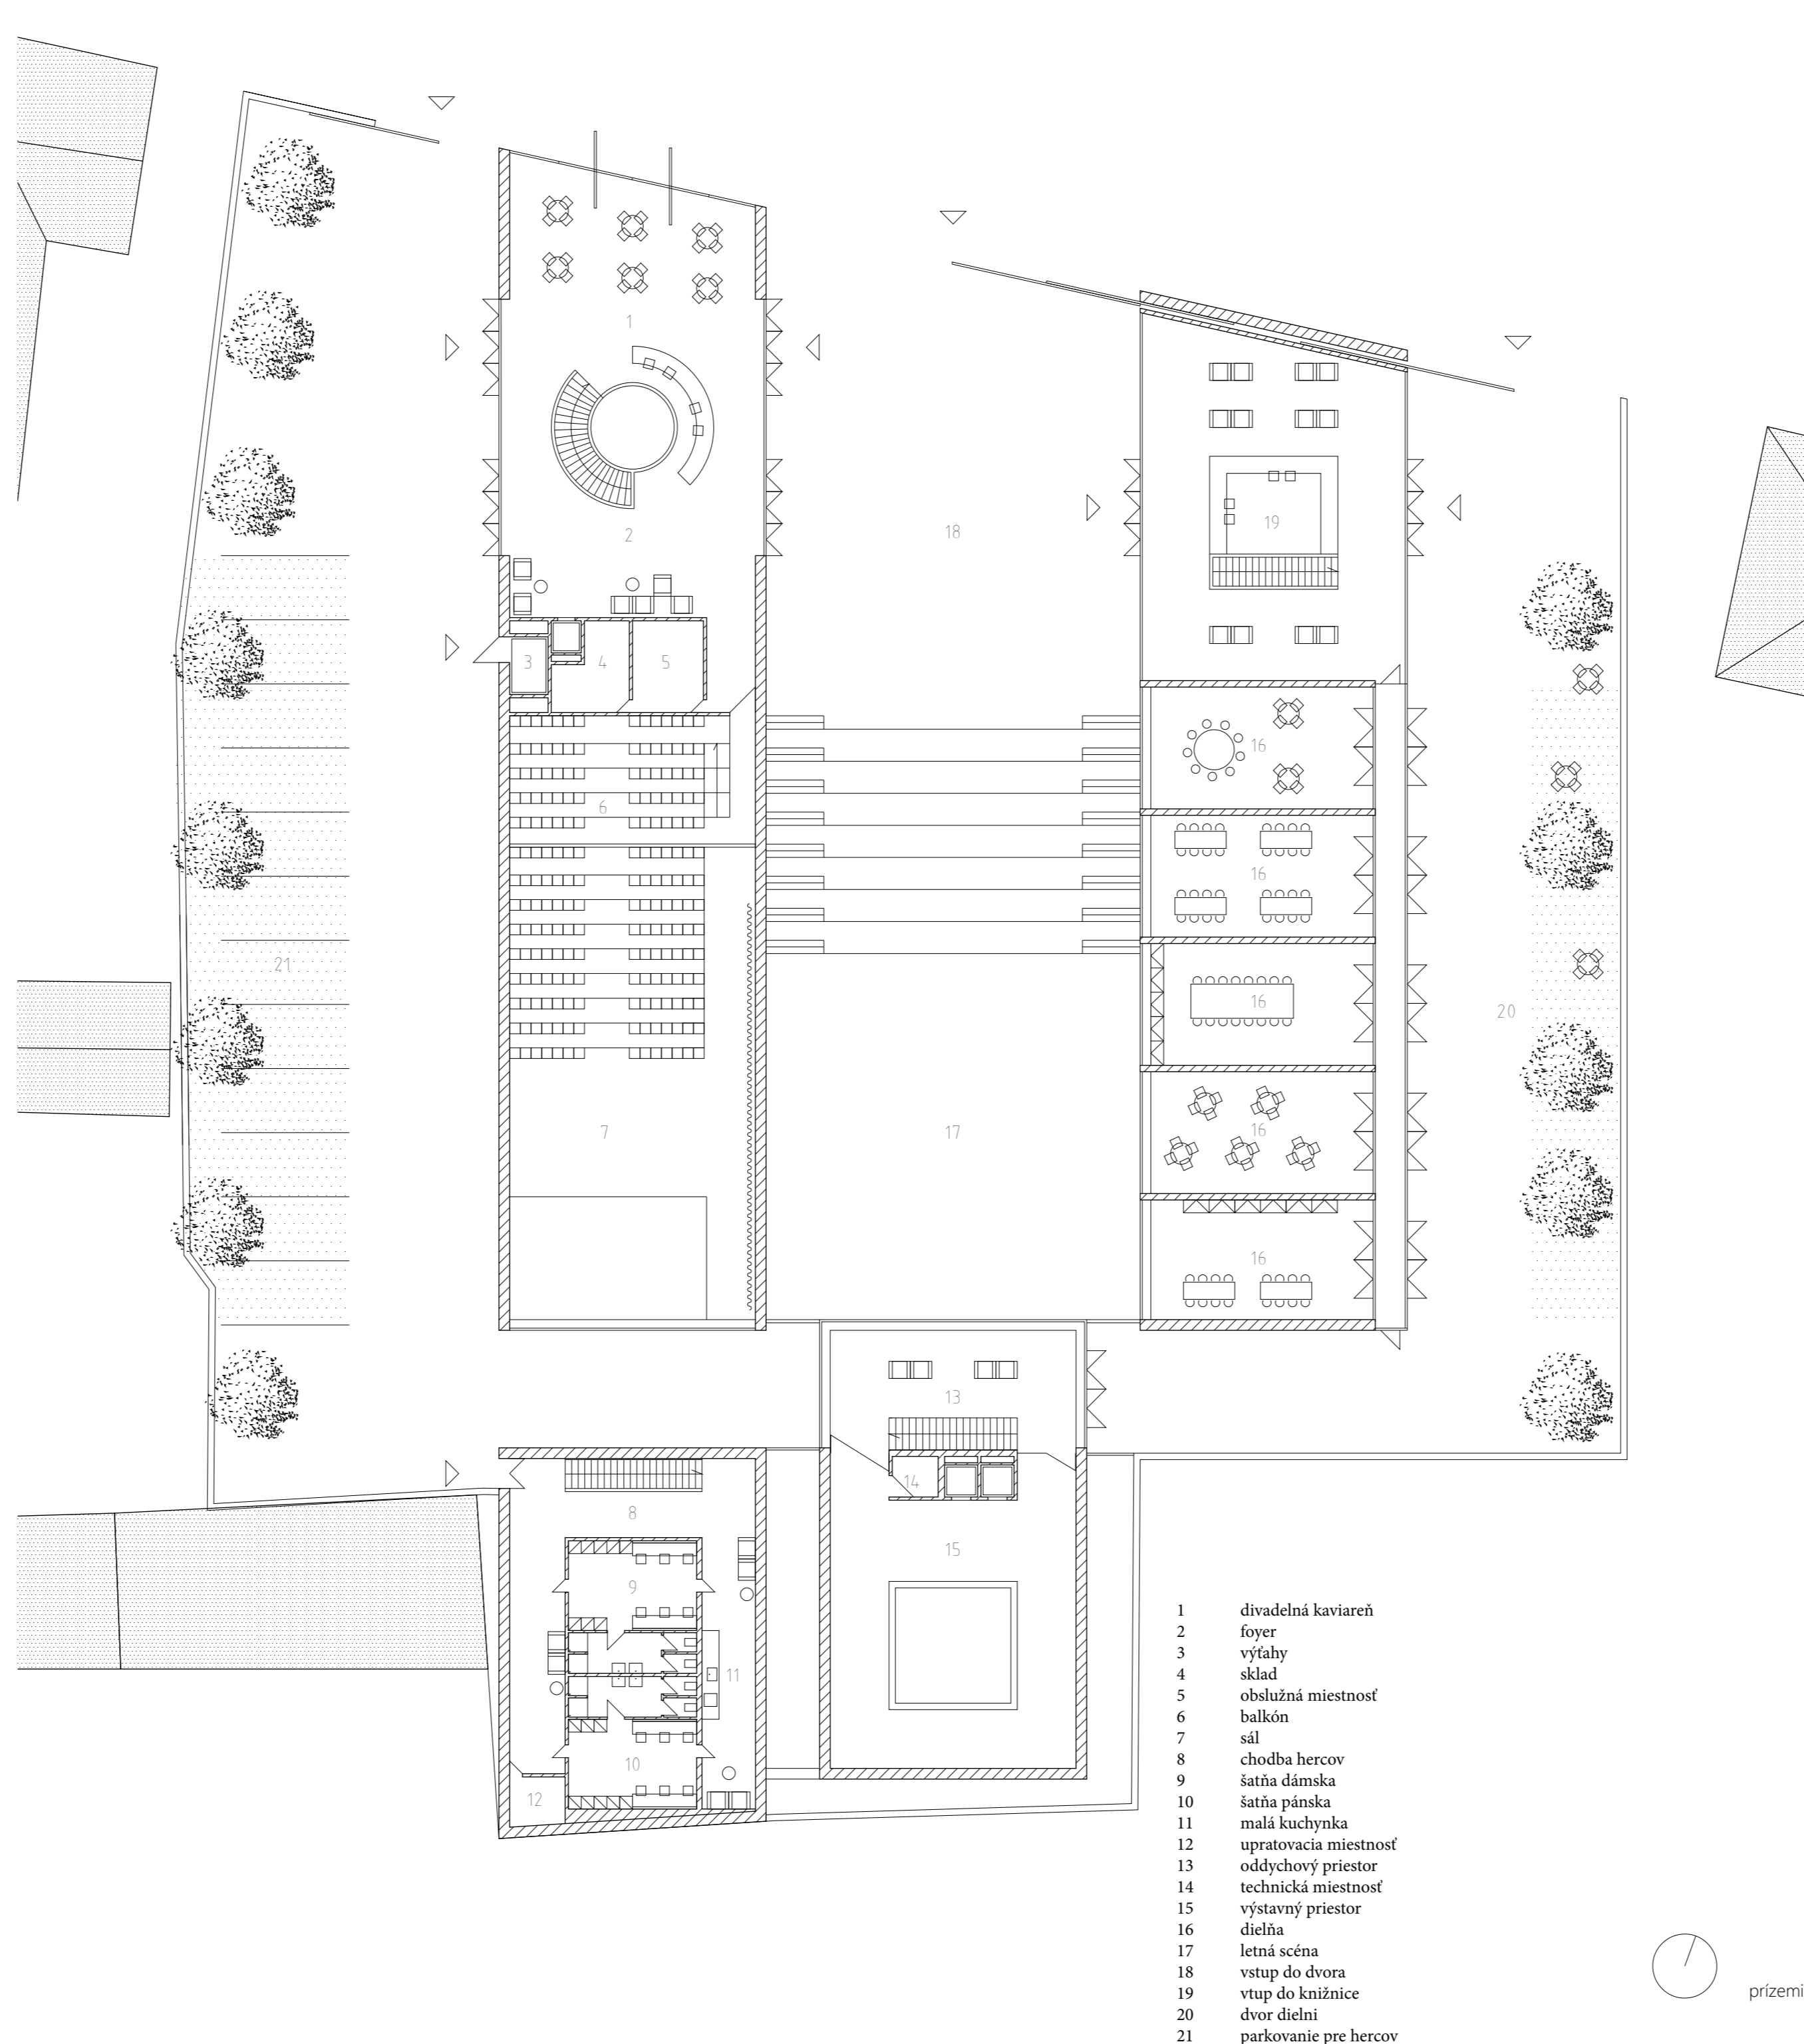 1
2
18
19
3
4
5
16
6
16
21
16
20
7
17
16
16
13
14
8
15
9
11
10
12
1 divadelná kaviareň
2 foyer
3 výťahy
4 sklad
5 obslužná miestnosť
6 balkón
7 sál
8 chodba hercov
9 šatňa dámska
10 šatňa pánska
11 malá kuchynka
12 upratovacia miestnosť
13 oddychový priestor
14 technická miestnosť
15 výstavný priestor
16 dielňa
17 letná scéna
18 vstup do dvora
19 vtup do knižnice
20 dvor dielni
21 parkovanie pre hercov
prízemi